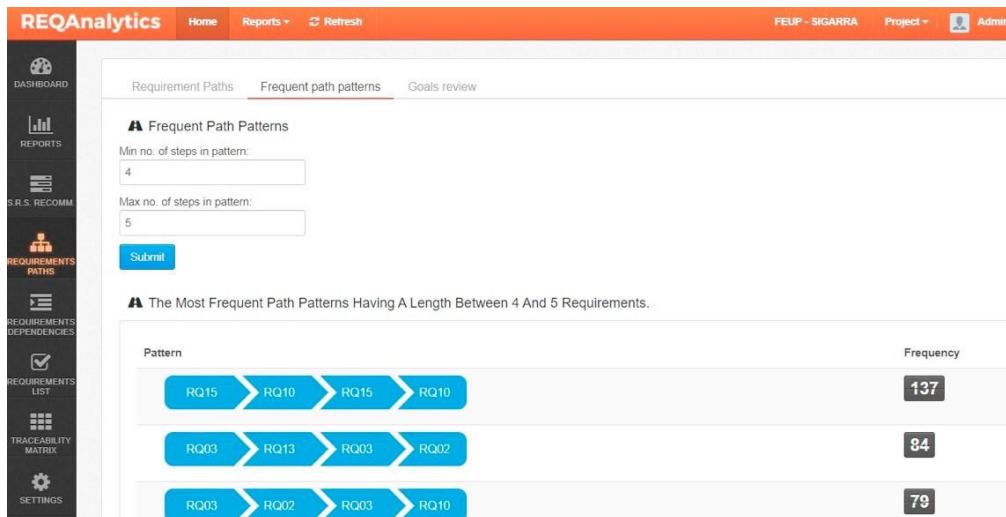 REQAnalytics Home Reports Refresh FEUP - SIGARRA Project
DASHBOARD
REPORTS
S.R.S. RECOMM.
REQUIREMENTS
PATHS
REQUIREMENTS
DEPENDENCIES
REQUIREMENTS
LIST
TRACEABILITY
MATRIX
SETTINGS
Requirement Paths Frequent path patterns Goals review
Frequent Path Patterns
Min no. of steps in pattern:
4
Max no. of steps in pattern:
5
Submit
The Most Frequent Path Patterns Having A Length Between 4 And 5 Requirements.
Pattern Frequency
RQ15 RQ10 RQ15 RQ10 137
RQ03 RQ13 RQ03 RQ02 84
RQ03 RQ02 RQ03 RQ10 79